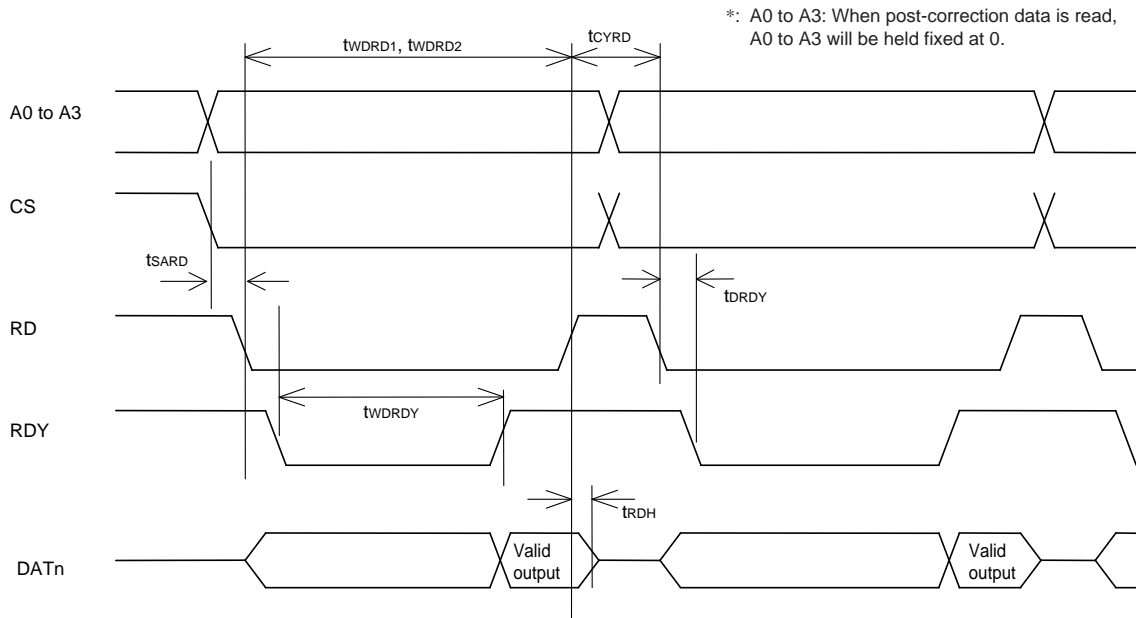 *: A0 to A3: When post-correction data is read,
A0 to A3 will be held fixed at 0.
tWDRD1, tWDRD2
tCYRD
A0 to A3
CS
tSARD
tDRDY
RD
tWDRDY
RDY
tRDH
DATn
Valid
output
Valid
output